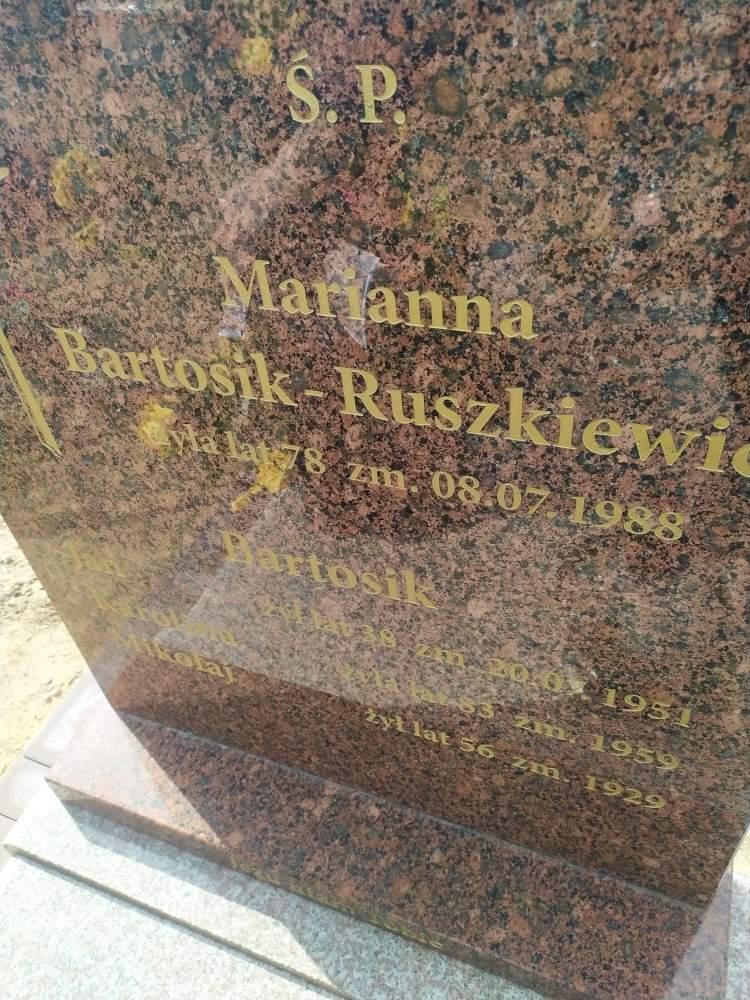 Ś. P.
Marianna
Bartosik - Ruszkiewic
żyła lat 78 zm. 08.07.1988
Bartosik
Jan żył lat 38 zm. 20.07.1951
Karolina żyła lat 83 zm. 1959
Mikołaj żył lat 56 zm. 1929